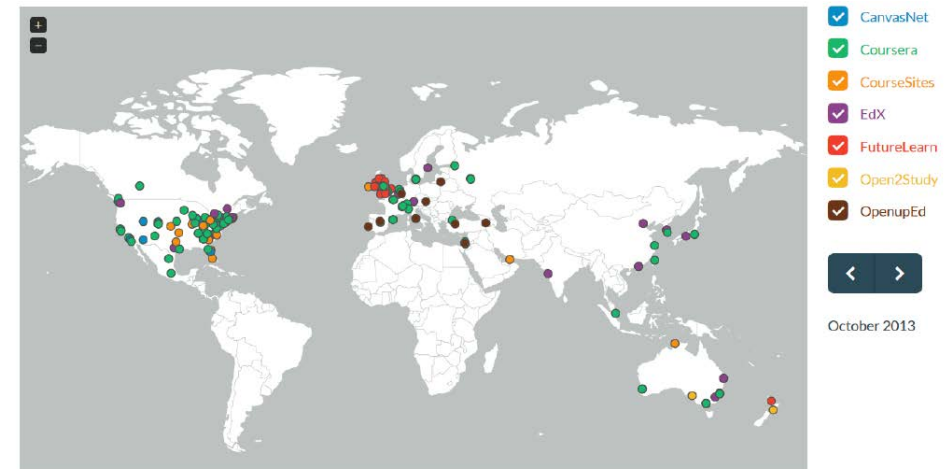 +
−
CanvasNet
Coursera
CourseSites
EdX
FutureLearn
Open2Study
OpenupEd
October 2013